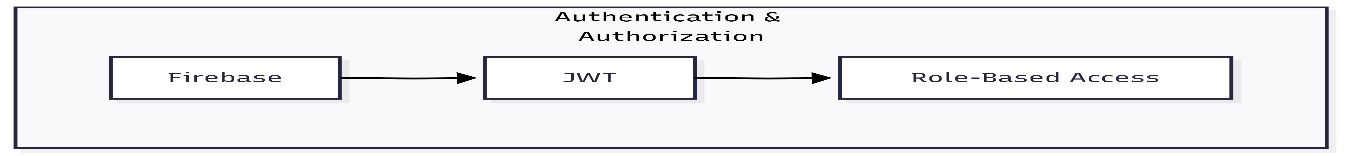 Authentication &
Authorization
Firebase
JWT
Role-Based Access